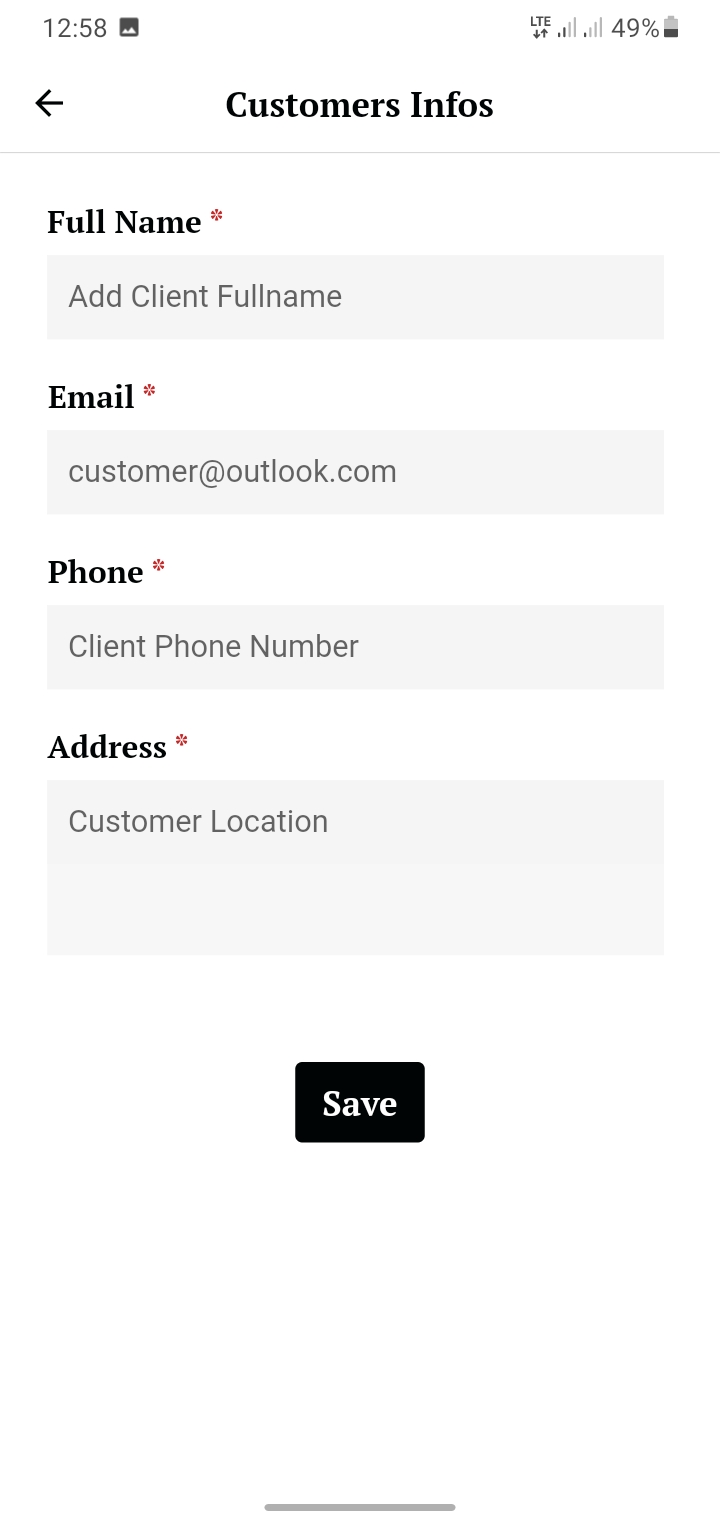 12:58 LTE 49%
Customers Infos
Full Name *
Add Client Fullname
Email *
customer@outlook.com
Phone *
Client Phone Number
Address *
Customer Location
Save